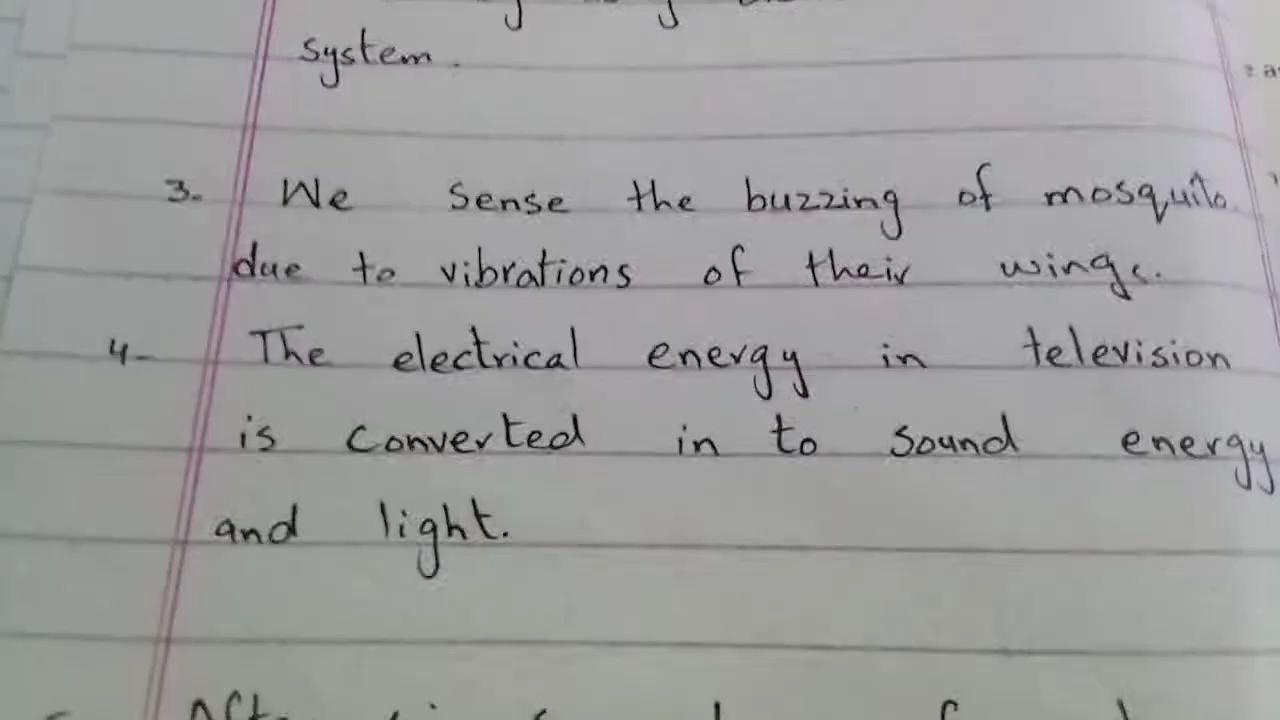 system.
3. We sense the buzzing of mosquito
due to vibrations of their wings.
4- The electrical energy in television
is converted in to sound energy
and light.